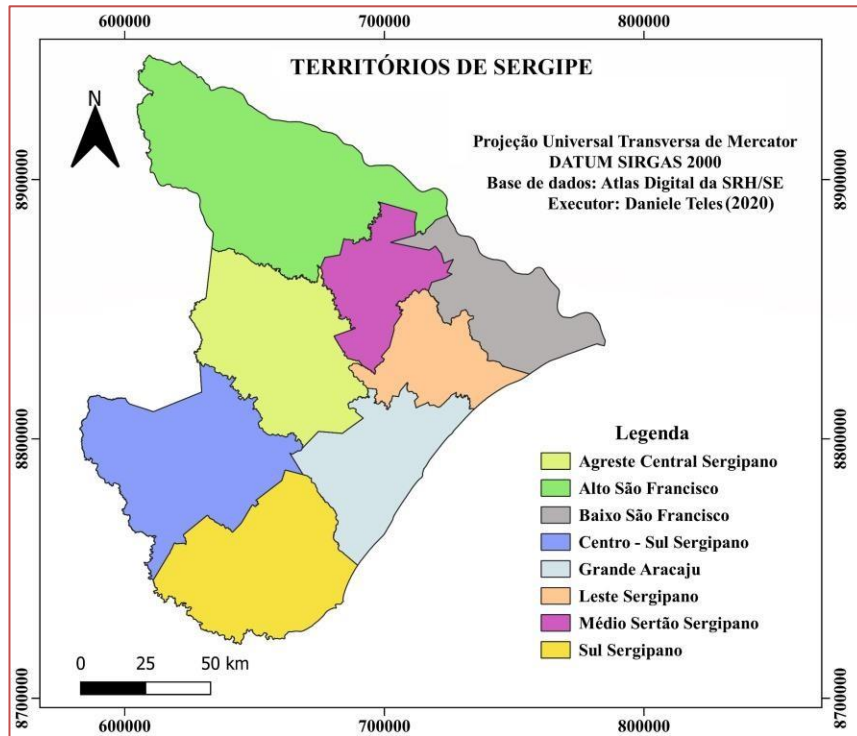 600000 700000 800000
TERRITÓRIOS DE SERGIPE
N
Projeção Universal Transversa de Mercator
DATUM SIRGAS 2000
Base de dados: Atlas Digital da SRH/SE
Executor: Daniele Teles (2020)
8900000 8900000
8800000 8800000
Legenda
Agreste Central Sergipano
Alto São Francisco
Baixo São Francisco
Centro - Sul Sergipano
Grande Aracaju
Leste Sergipano
Médio Sertão Sergipano
Sul Sergipano
0 25 50 km
8700000 8700000
600000 700000 800000